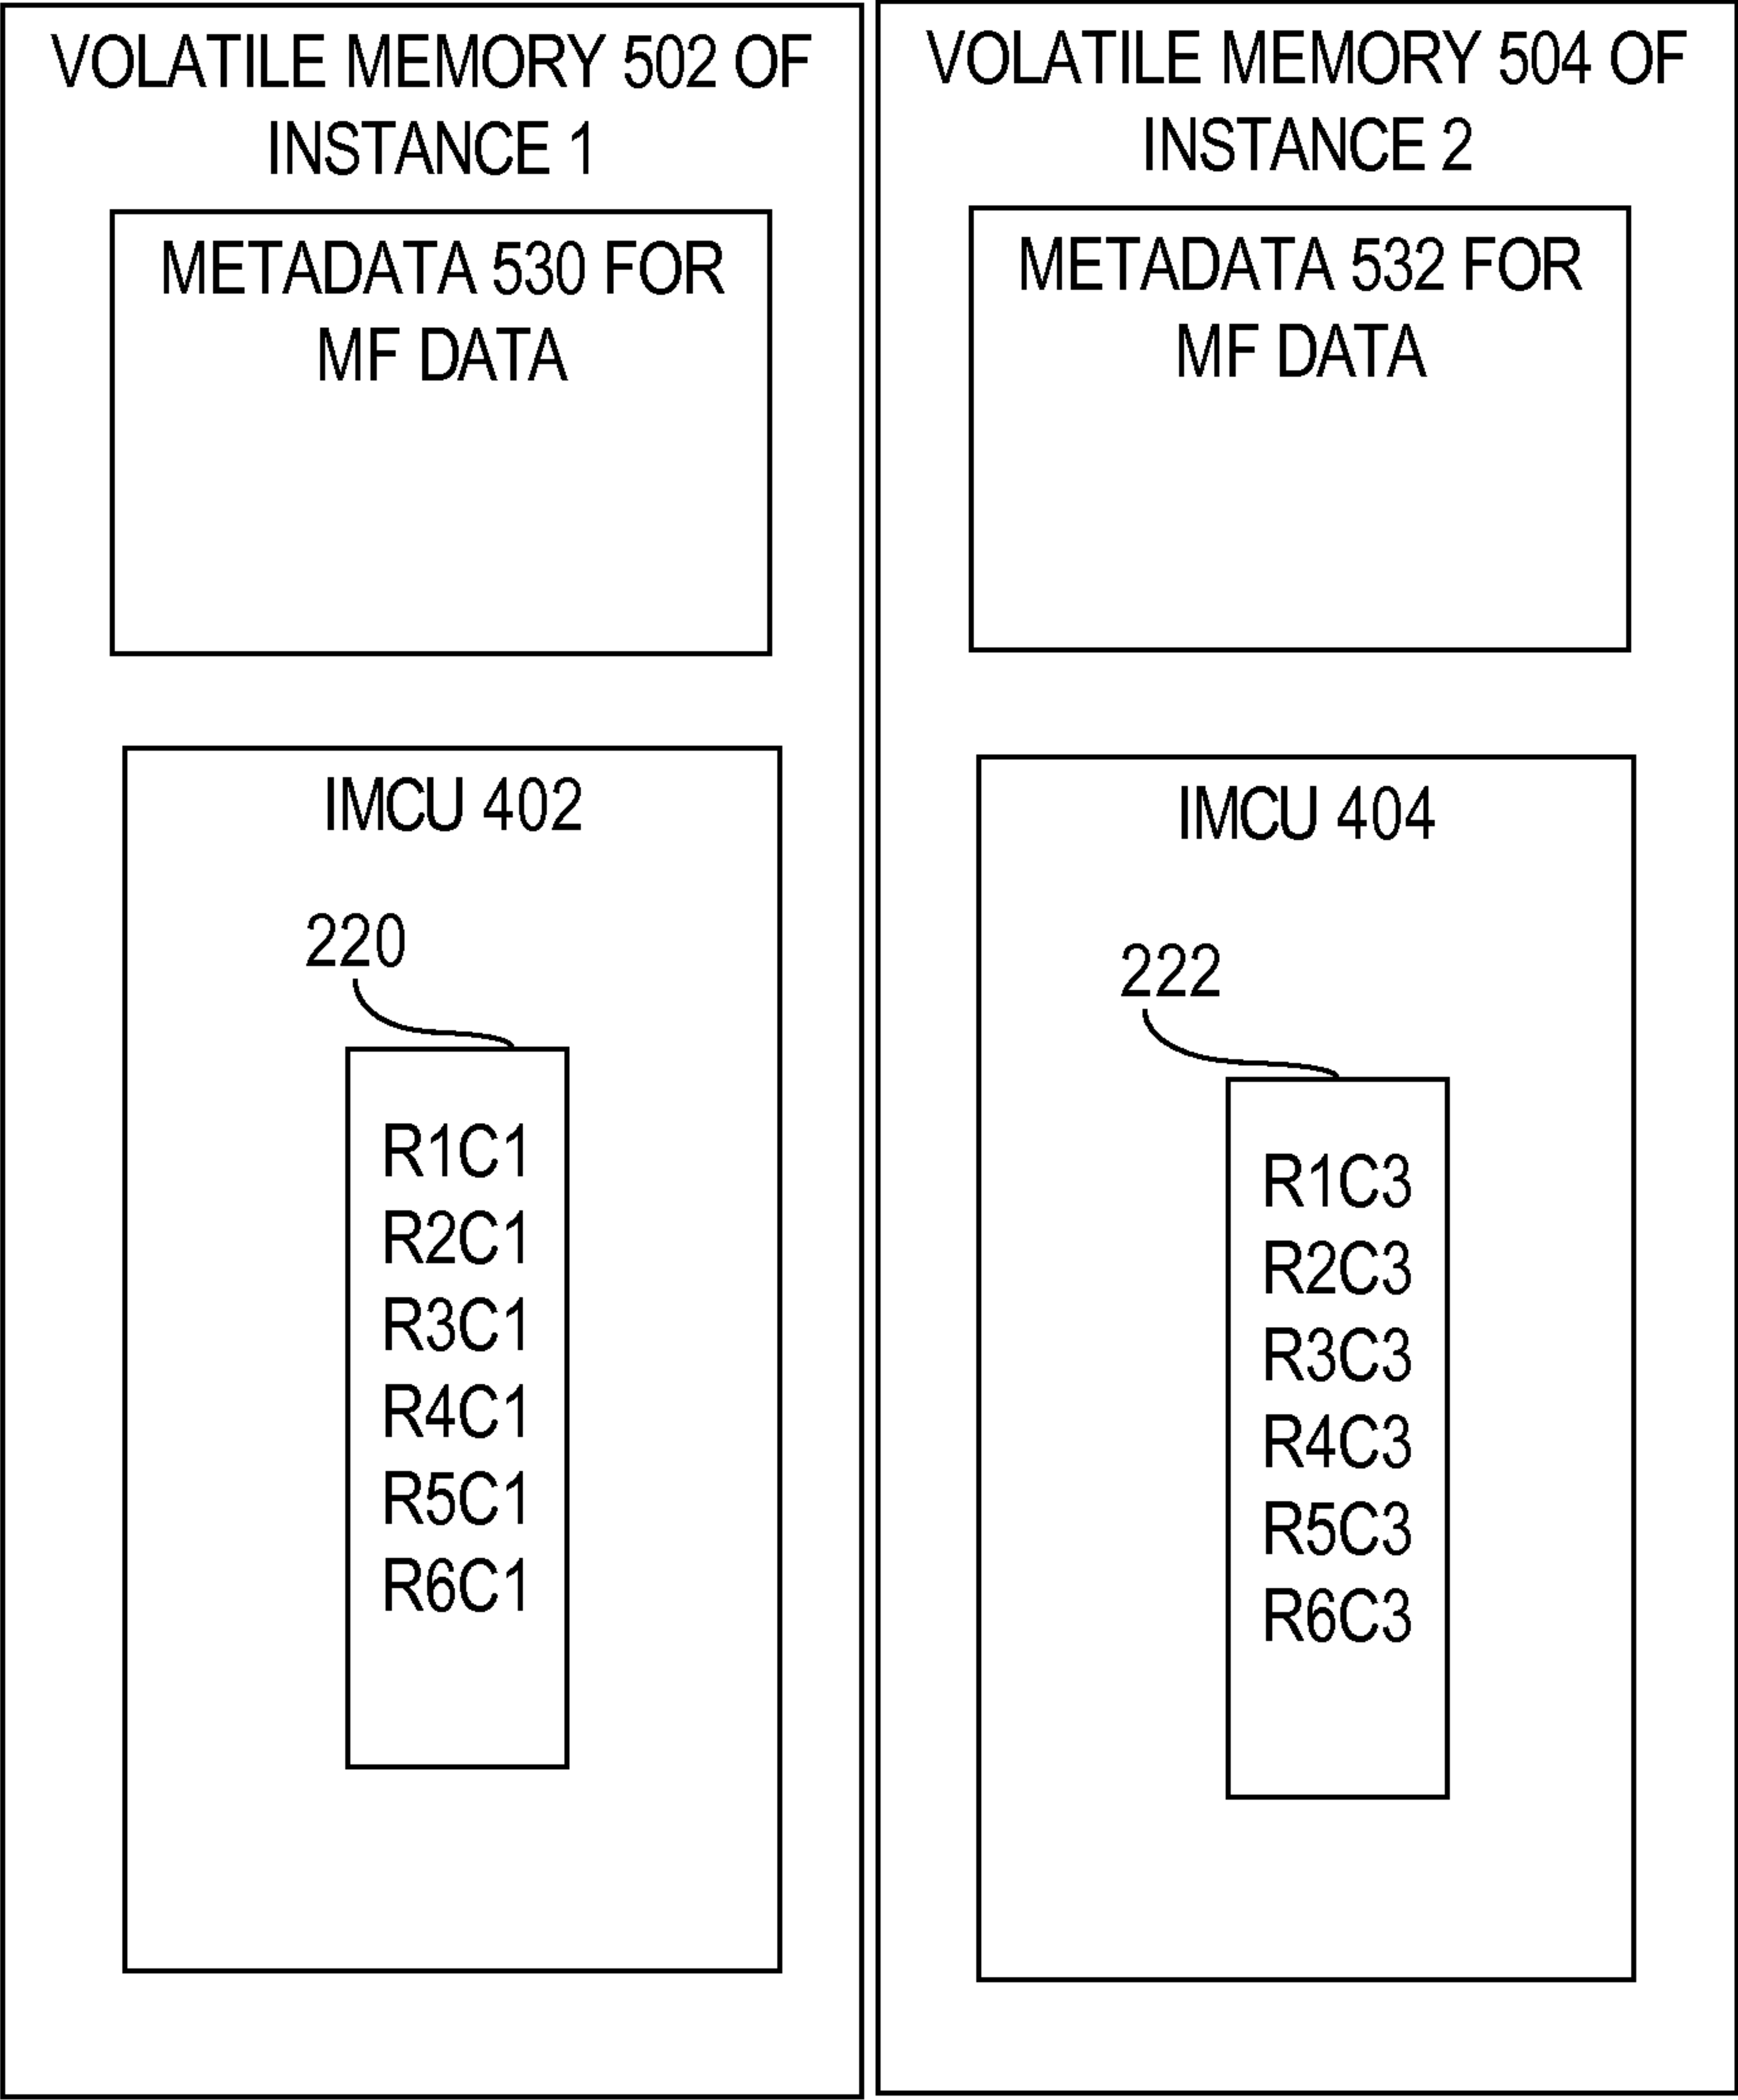 VOLATILE MEMORY 502 OF
INSTANCE 1
METADATA 530 FOR
MF DATA
IMCU 402
220
R1C1
R2C1
R3C1
R4C1
R5C1
R6C1
VOLATILE MEMORY 504 OF
INSTANCE 2
METADATA 532 FOR
MF DATA
IMCU 404
222
R1C3
R2C3
R3C3
R4C3
R5C3
R6C3